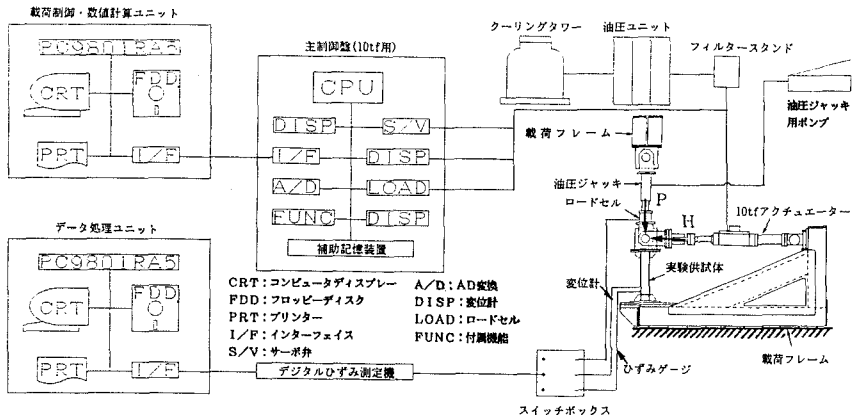 載荷制御・数値計算ユニット
PC9801RA5
CRT
FDD
PRT
I/F
主制御盤(10tf用)
CPU
DISP
S/V
I/F
DISP
A/D
LOAD
FUNC
DISP
補助記憶装置
クーリングタワー
油圧ユニット
フィルタースタンド
油圧ジャッキ
用ポンプ
載荷フレーム
油圧ジャッキ
ロードセル
P
H
10tfアクチュエーター
実験供試体
変位計
載荷フレーム
ひずみゲージ
データ処理ユニット
PC9801RA5
CRT
FDD
PRT
I/F
CRT:コンピュータディスプレー
FDD:フロッピーディスク
PRT:プリンター
I/F:インターフェイス
S/V:サーボ弁
A/D:AD変換
DISP:変位計
LOAD:ロードセル
FUNC:付属機能
デジタルひずみ測定機
スイッチボックス